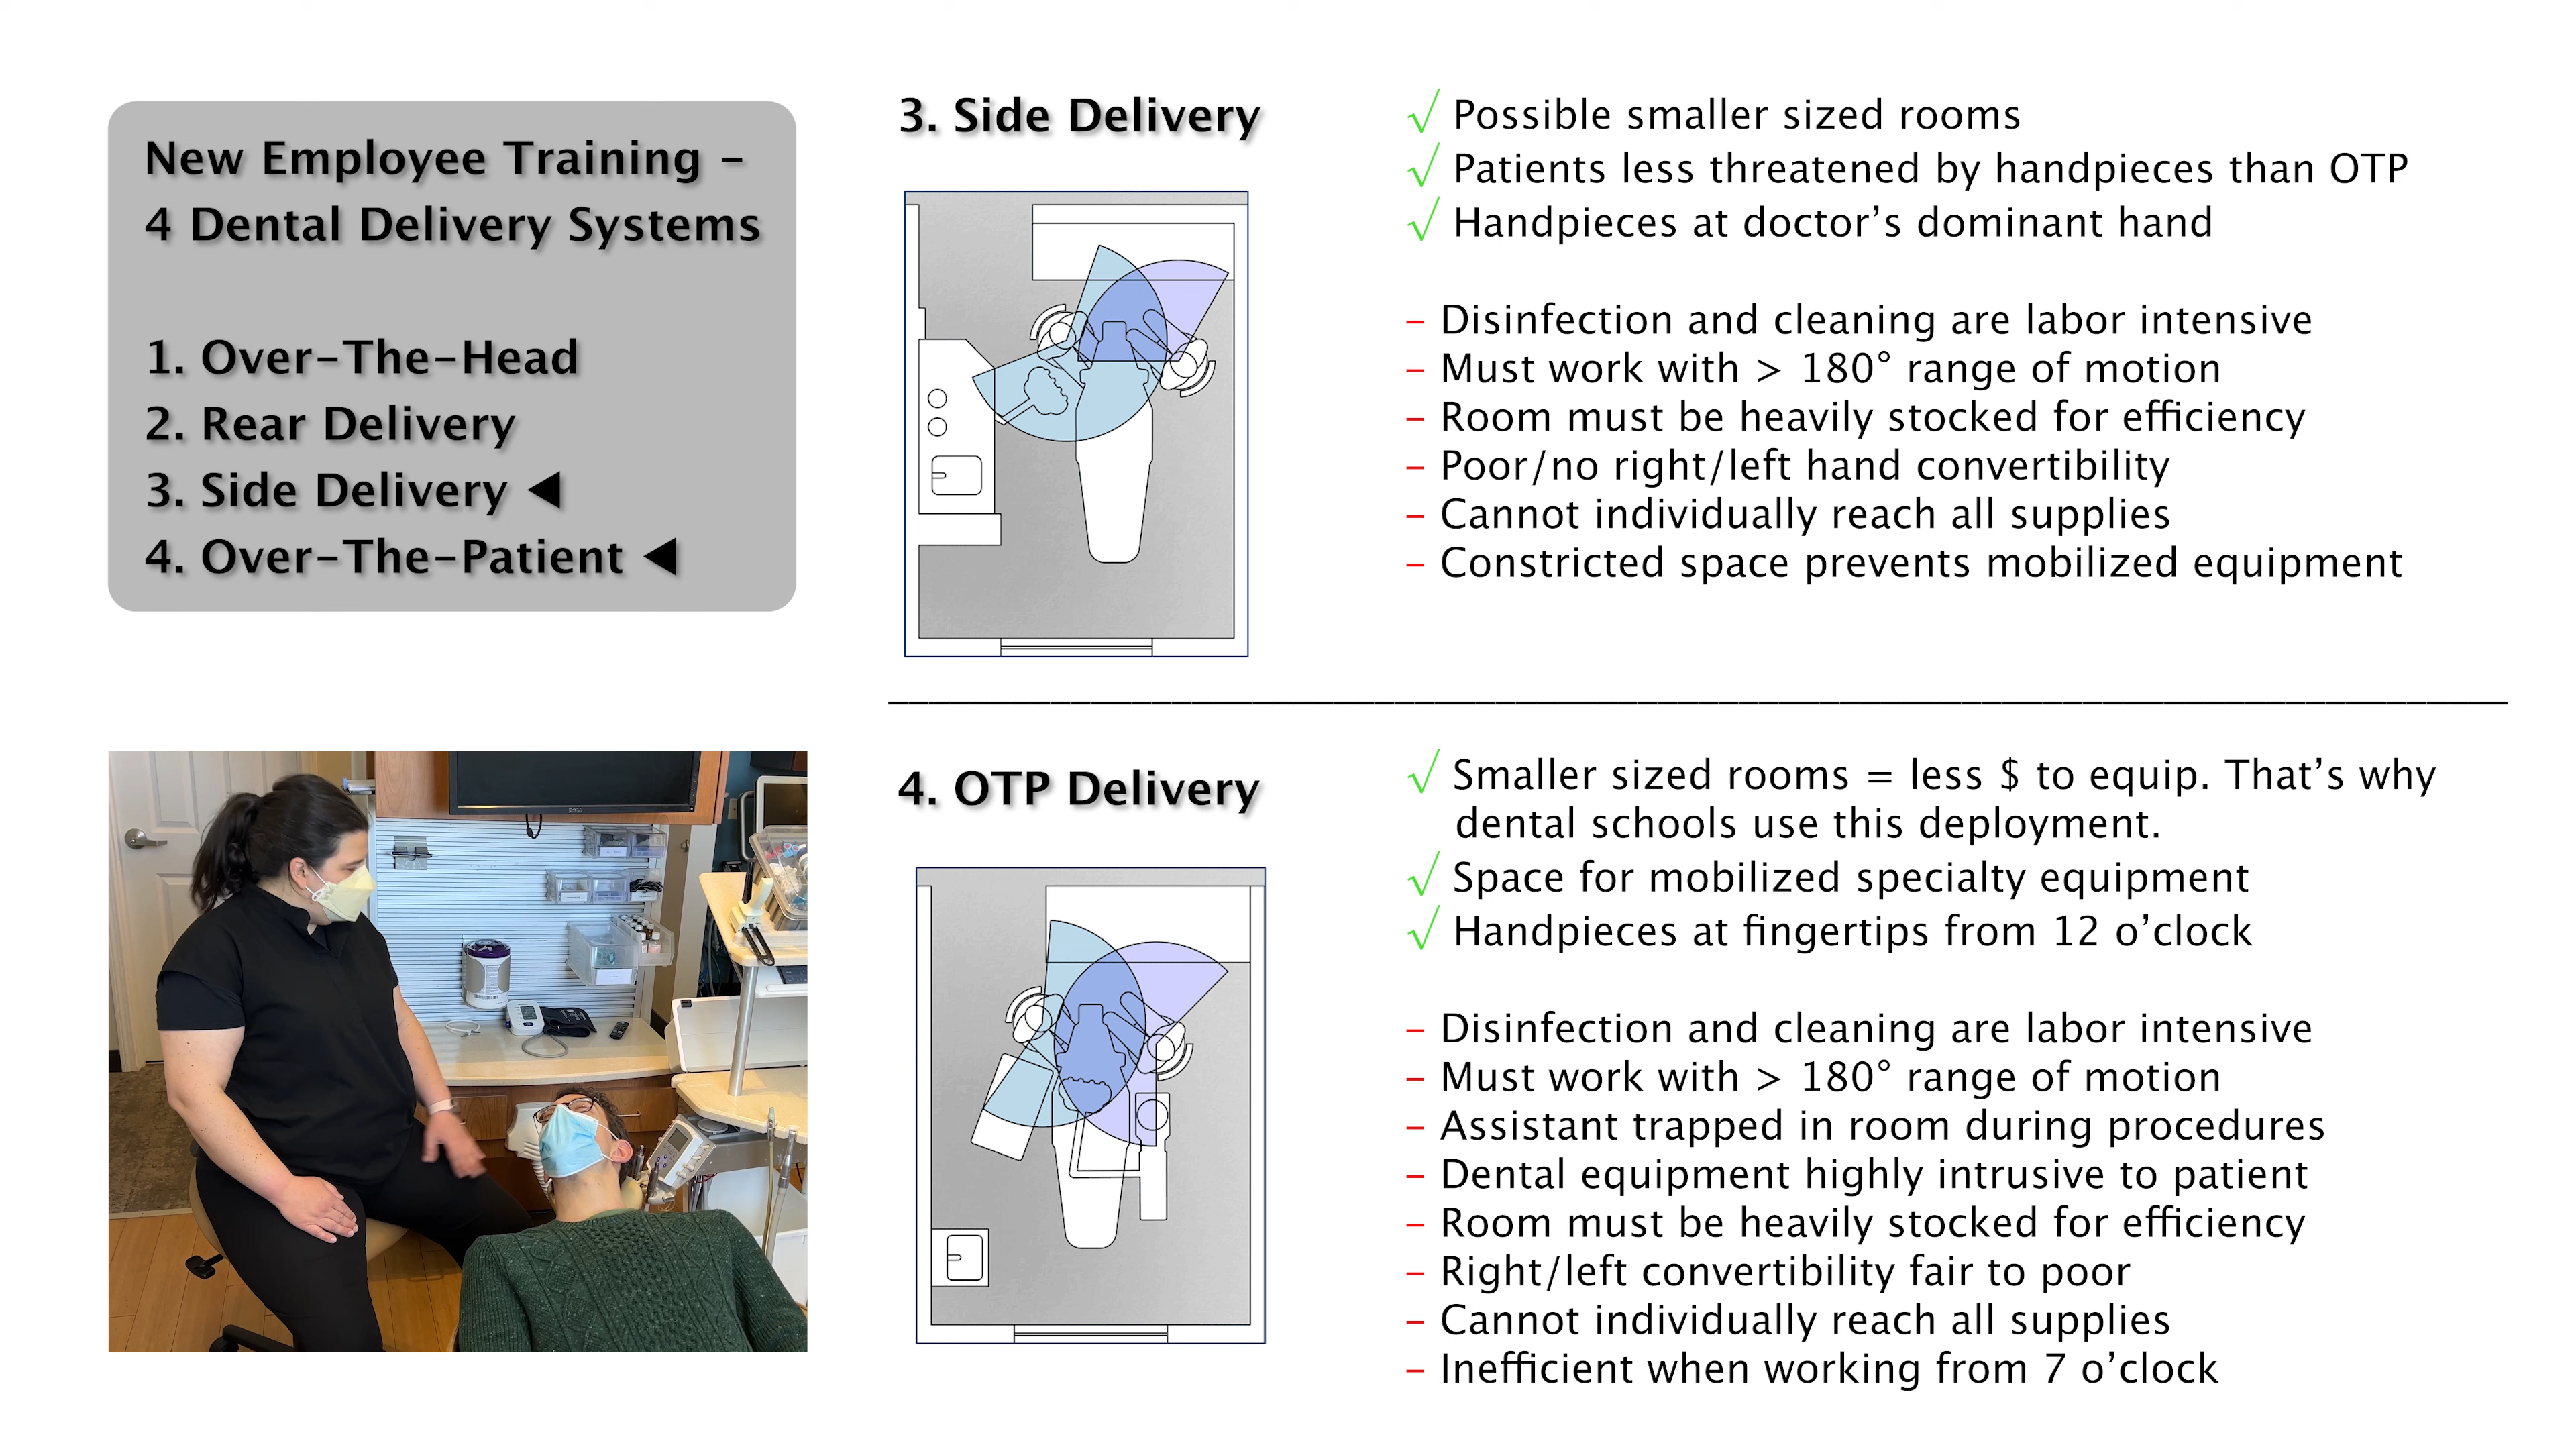 New Employee Training –
4 Dental Delivery Systems
1. Over-The-Head
2. Rear Delivery
3. Side Delivery ◀
4. Over-The-Patient ◀
3. Side Delivery
√ Possible smaller sized rooms
√ Patients less threatened by handpieces than OTP
√ Handpieces at doctor’s dominant hand
– Disinfection and cleaning are labor intensive
– Must work with > 180° range of motion
– Room must be heavily stocked for efficiency
– Poor/no right/left hand convertibility
– Cannot individually reach all supplies
– Constricted space prevents mobilized equipment
4. OTP Delivery
√ Smaller sized rooms = less $ to equip. That’s why
dental schools use this deployment.
√ Space for mobilized specialty equipment
√ Handpieces at fingertips from 12 o’clock
– Disinfection and cleaning are labor intensive
– Must work with > 180° range of motion
– Assistant trapped in room during procedures
– Dental equipment highly intrusive to patient
– Room must be heavily stocked for efficiency
– Right/left convertibility fair to poor
– Cannot individually reach all supplies
– Inefficient when working from 7 o’clock